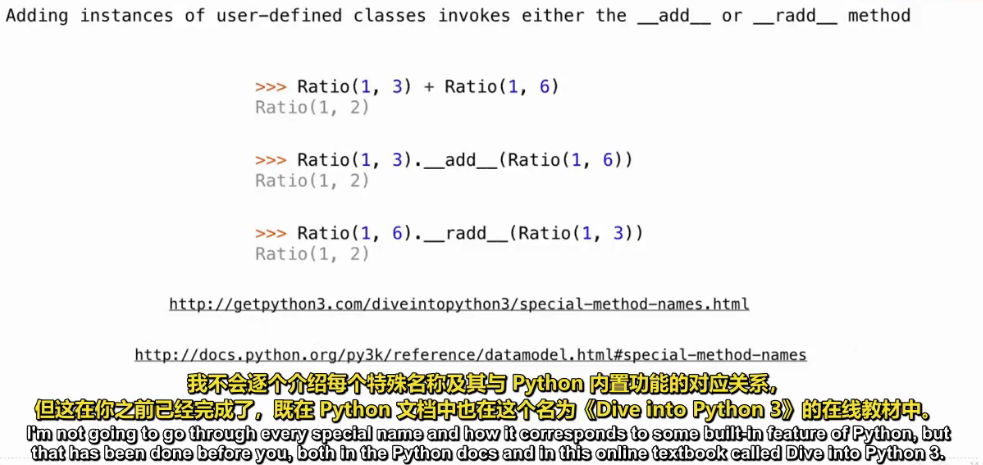 Adding instances of user-defined classes invokes either the __add__ or __radd__ method
>>> Ratio(1, 3) + Ratio(1, 6)
Ratio(1, 2)
>>> Ratio(1, 3).__add__(Ratio(1, 6))
Ratio(1, 2)
>>> Ratio(1, 6).__radd__(Ratio(1, 3))
Ratio(1, 2)
http://getpython3.com/diveintopython3/special-method-names.html
http://docs.python.org/py3k/reference/datamodel.html#special-method-names
我不会逐个介绍每个特殊名称及其与 Python 内置功能的对应关系，
但这在你之前已经完成了，既在 Python 文档中也在这个名为《Dive into Python 3》的在线教材中。
I'm not going to go through every special name and how it corresponds to some built-in feature of Python, but
that has been done before you, both in the Python docs and in this online textbook called Dive into Python 3.